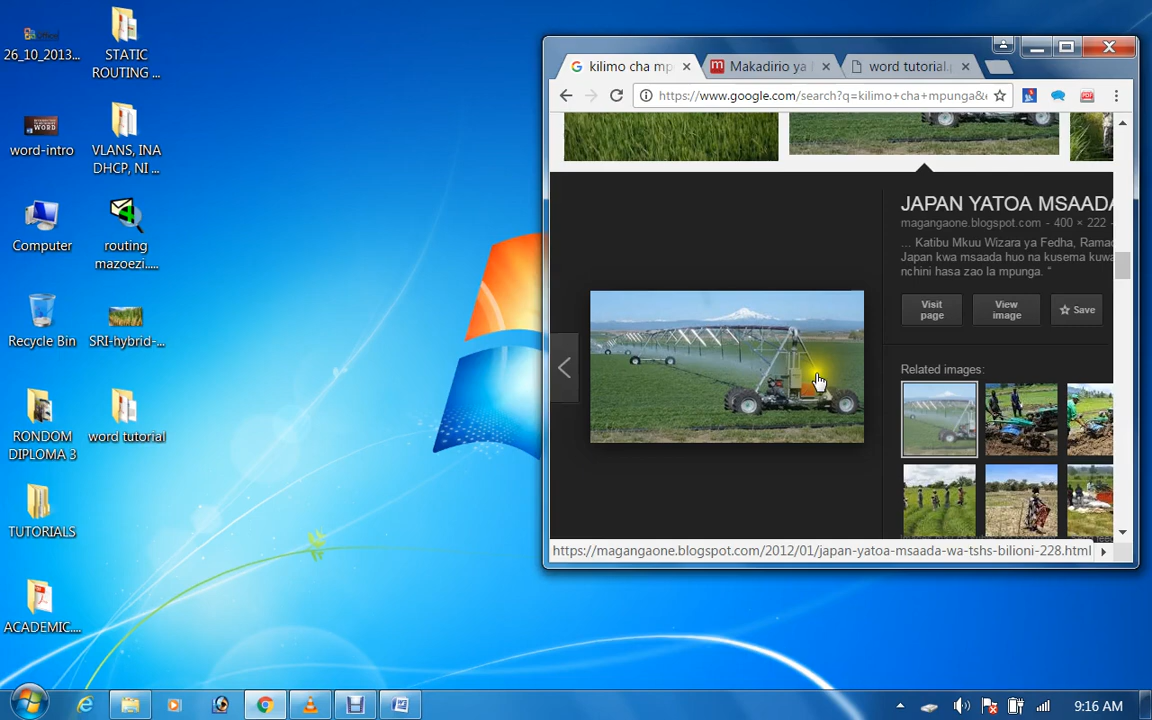 26_10_2013...
STATIC
ROUTING ...
word-intro
VLANS, INA
DHCP, NI ...
Computer
routing
mazoezi.....
Recycle Bin
SRI-hybrid-...
RONDOM
DIPLOMA 3
word tutorial
TUTORIALS
ACADEMIC....
kilimo cha mp
Makadirio ya
word tutorial.
https://www.google.com/search?q=kilimo+cha+mpunga&
JAPAN YATOA MSAADA
magangaone.blogspot.com - 400 × 222 -
... Katibu Mkuu Wizara ya Fedha, Ramad
Japan kwa msaada huo na kusema kuwa
nchini hasa zao la mpunga. “
Visit
page
View
image
Save
Related images:
https://magangaone.blogspot.com/2012/01/japan-yatoa-msaada-wa-tshs-bilioni-228.html
9:16 AM